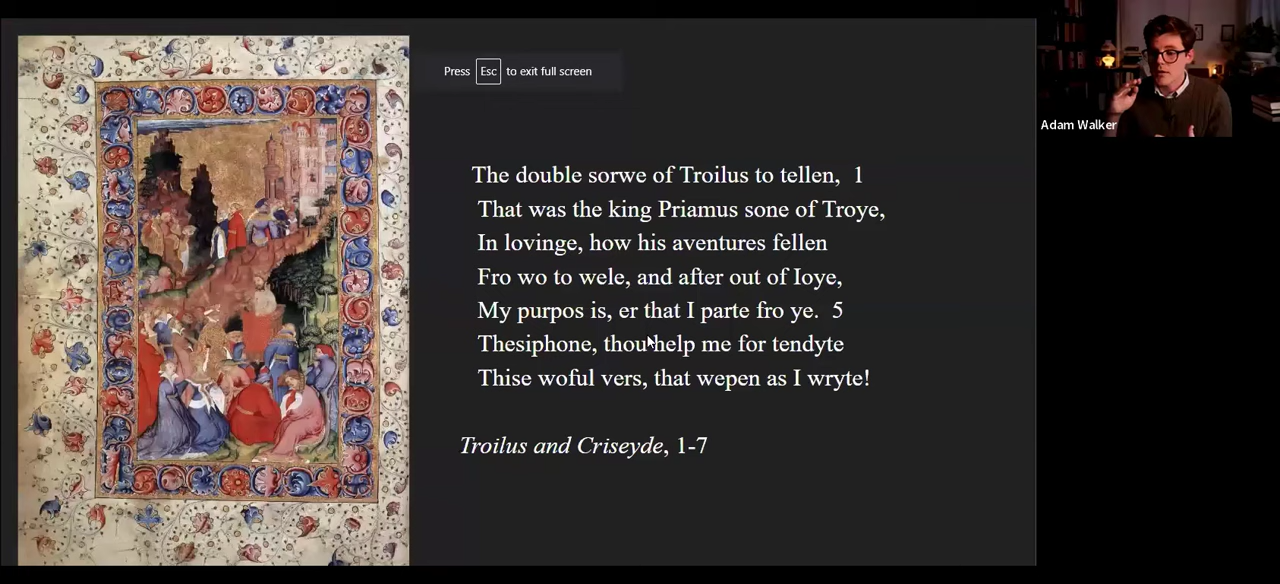 Press Esc to exit full screen
Adam Walker
The double sorwe of Troilus to tellen, 1
That was the king Priamus sone of Troye,
In lovinge, how his aventures fellen
Fro wo to wele, and after out of Ioye,
My purpos is, er that I parte fro ye. 5
Thesiphone, thou help me for tendyte
Thise woful vers, that wepen as I wryte!
Troilus and Criseyde, 1-7